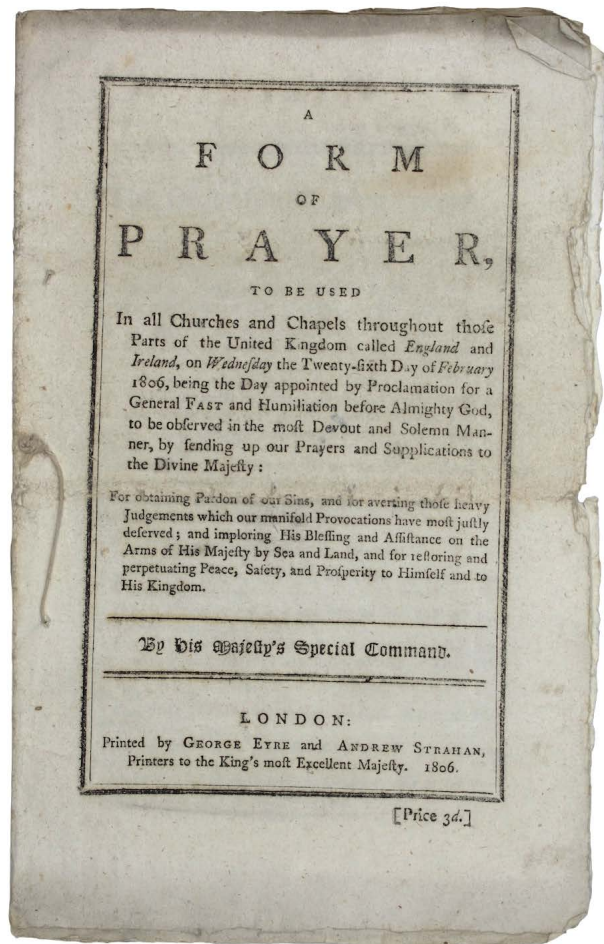 A
FORM
OF
PRAYER,
TO BE USED
In all Churches and Chapels throughout thoſe
Parts of the United Kingdom called England and
Ireland, on Wedneſday the Twenty-ſixth Day of February
1806, being the Day appointed by Proclamation for a
General FAST and Humiliation before Almighty God,
to be obſerved in the moſt Devout and Solemn Man-
ner, by ſending up our Prayers and Supplications to
the Divine Majeſty:
For obtaining Pardon of our Sins, and for averting thoſe heavy
Judgements which our manifold Provocations have moſt juſtly
deſerved; and imploring His Bleſſing and Aſſiſtance on the
Arms of His Majeſty by Sea and Land, and for reſtoring and
perpetuating Peace, Safety, and Proſperity to Himſelf and to
His Kingdom.
By His Majeſty's Special Command.
LONDON:
Printed by GEORGE EYRE and ANDREW STRAHAN,
Printers to the King's moſt Excellent Majeſty. 1806.
[Price 3d.]